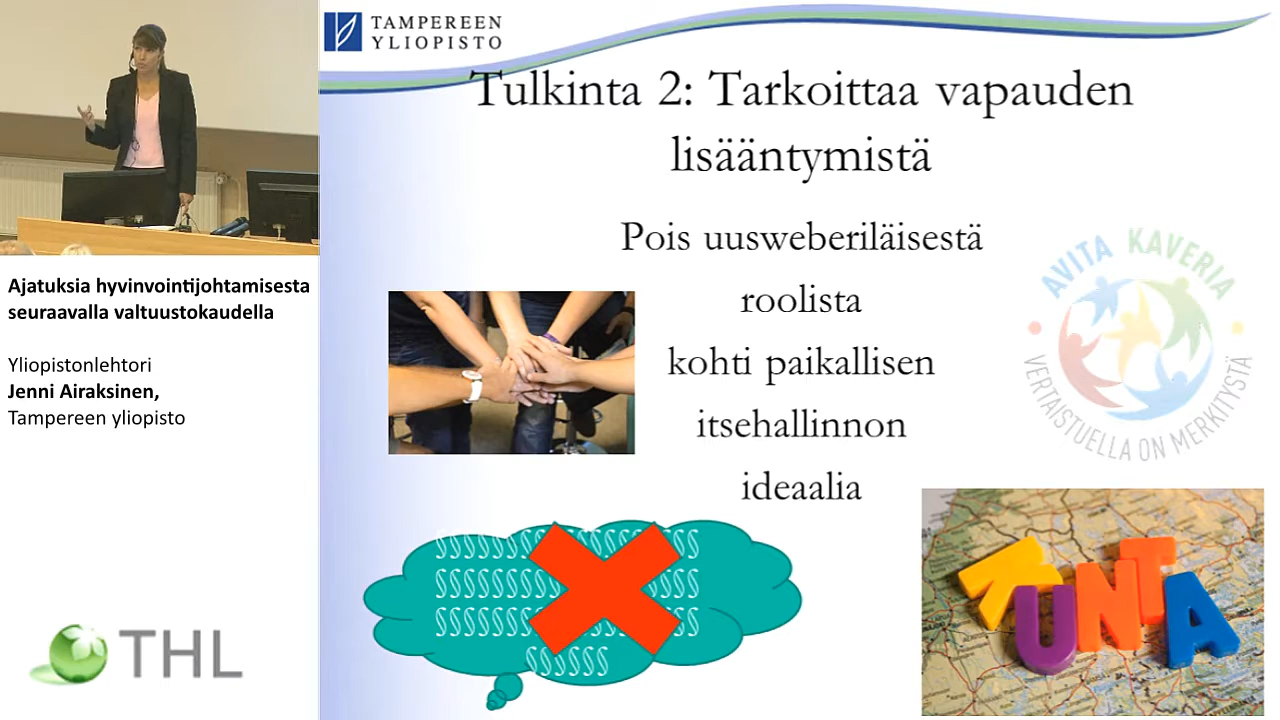 TAMPEREEN
YLIOPISTO
Tulkinta 2: Tarkoittaa vapauden
lisääntymistä
Pois uusweberiläisestä
roolista
kohti paikallisen
itsehallinnon
ideaalia
AVITA KAVERIA
VERTAISTUELLA ON MERKITYSTÄ
§§§§§§§ §§
§§§§§§§ §§§
§§§§§§§ §§§
§§§§§§
KUNTA
Ajatuksia hyvinvointijohtamisesta
seuraavalla valtuustokaudella
Yliopistonlehtori
Jenni Airaksinen,
Tampereen yliopisto
THL